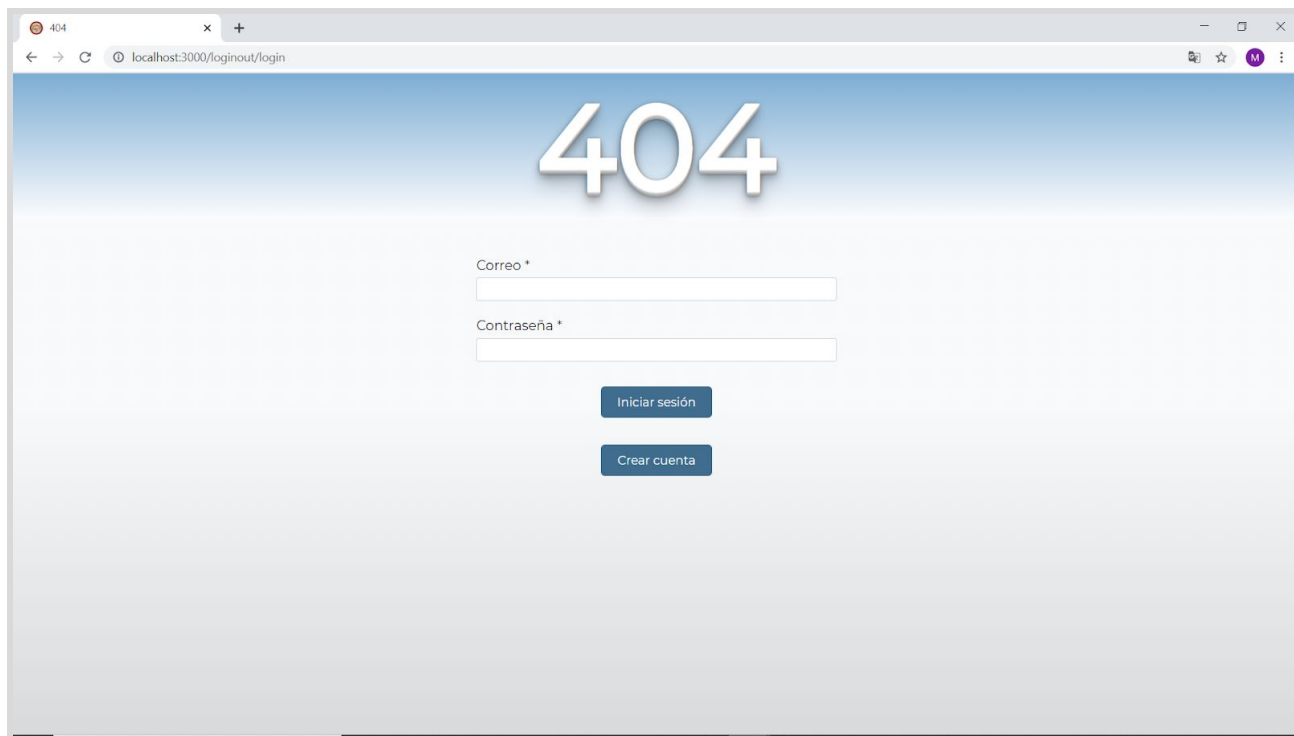 404
localhost:3000/loginout/login
M
404
Correo *
Contraseña *
Iniciar sesión
Crear cuenta